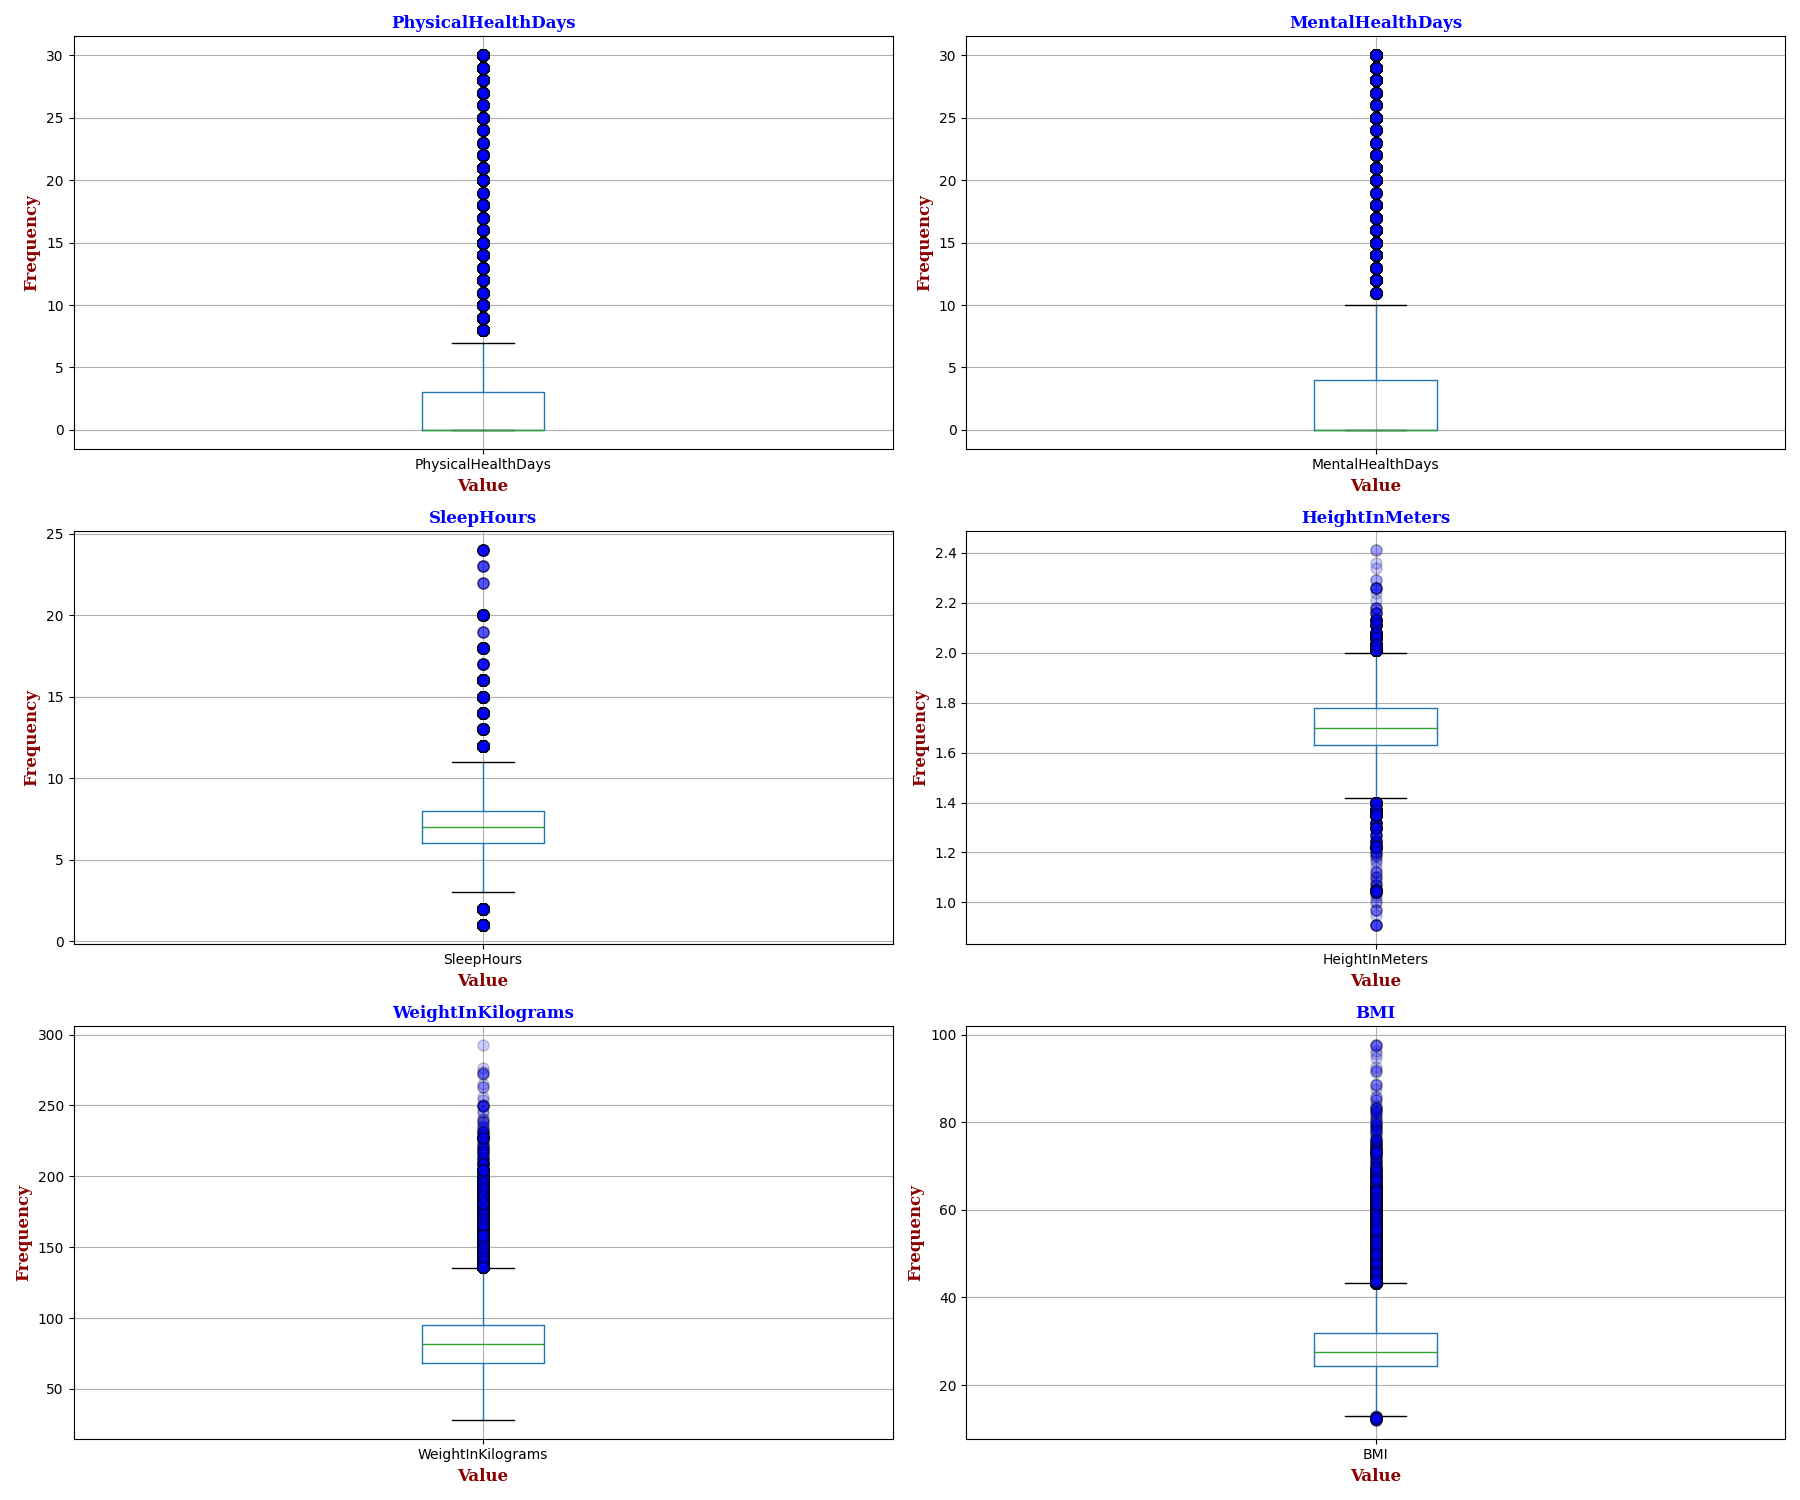 PhysicalHealthDays
30
25
20
15
10
5
0
Frequency
PhysicalHealthDays
Value
MentalHealthDays
30
25
20
15
10
5
0
Frequency
MentalHealthDays
Value
SleepHours
25
20
15
10
5
0
Frequency
SleepHours
Value
HeightInMeters
2.4
2.2
2.0
1.8
1.6
1.4
1.2
1.0
Frequency
HeightInMeters
Value
WeightInKilograms
300
250
200
150
100
50
Frequency
WeightInKilograms
Value
BMI
100
80
60
40
20
Frequency
BMI
Value